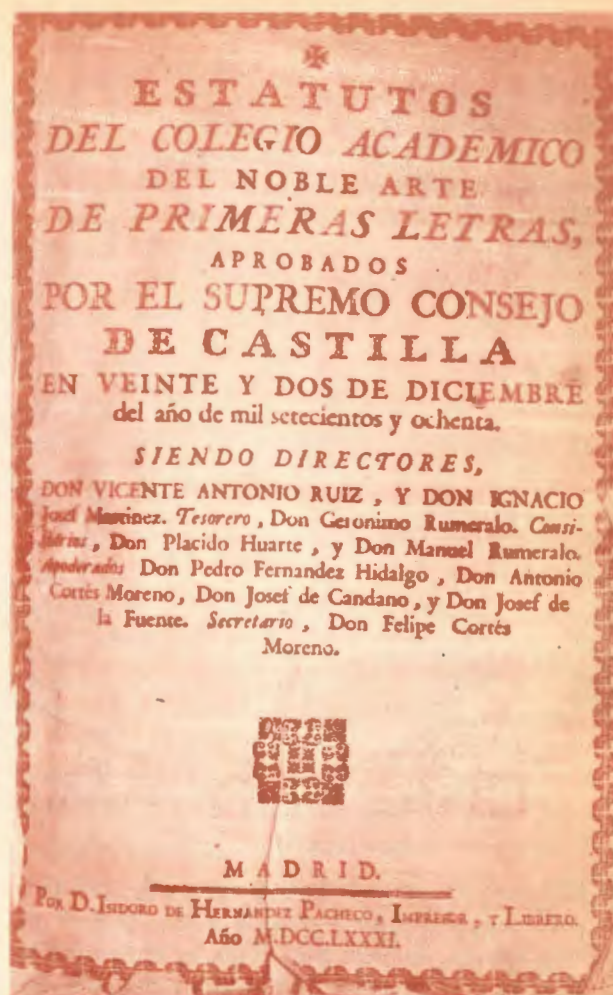 ESTATUTOS
DEL COLEGIO ACADEMICO
DEL NOBLE ARTE
DE PRIMERAS LETRAS,
APROBADOS
POR EL SUPREMO CONSEJO
DE CASTILLA
EN VEINTE Y DOS DE DICIEMBRE
del año de mil setecientos y ochenta.
SIENDO DIRECTORES,
DON VICENTE ANTONIO RUIZ, Y DON IGNACIO
Josef Martinez. Tesorero, Don Geronimo Rumeralo. Consi-
liarios, Don Placido Huarte, y Don Manuel Rumeralo.
Apoderados Don Pedro Fernandez Hidalgo, Don Antonio
Cortés Moreno, Don Josef de Candano, y Don Josef de
la Fuente. Secretario, Don Felipe Cortés
Moreno.
MADRID.
POR D. ISIDORO DE HERNANDEZ PACHECO, IMPRESOR, Y LIBRERO.
Año M.DCC.LXXXI.